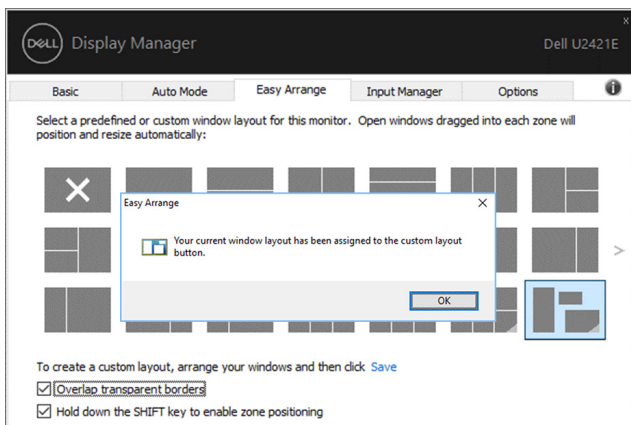 x
DELL Display Manager Dell U2421E
Basic Auto Mode Easy Arrange Input Manager Options i
Select a predefined or custom window layout for this monitor. Open windows dragged into each zone will
position and resize automatically:
Easy Arrange
Your current window layout has been assigned to the custom layout
button.
OK
>
To create a custom layout, arrange your windows and then click Save
Overlap transparent borders
Hold down the SHIFT key to enable zone positioning